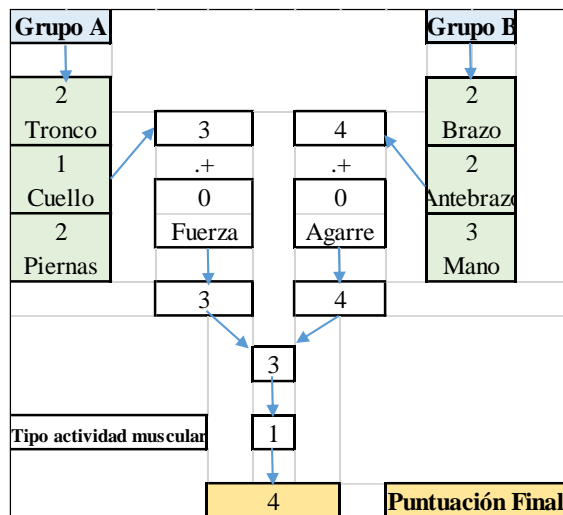 Grupo A
Grupo B
2
Tronco
3
4
2
Brazo
1
Cuello
.+
.+
2
Antebrazo
0
Fuerza
0
Agarre
2
Piernas
3
Mano
3
4
3
Tipo actividad muscular
1
4
Puntuación Final